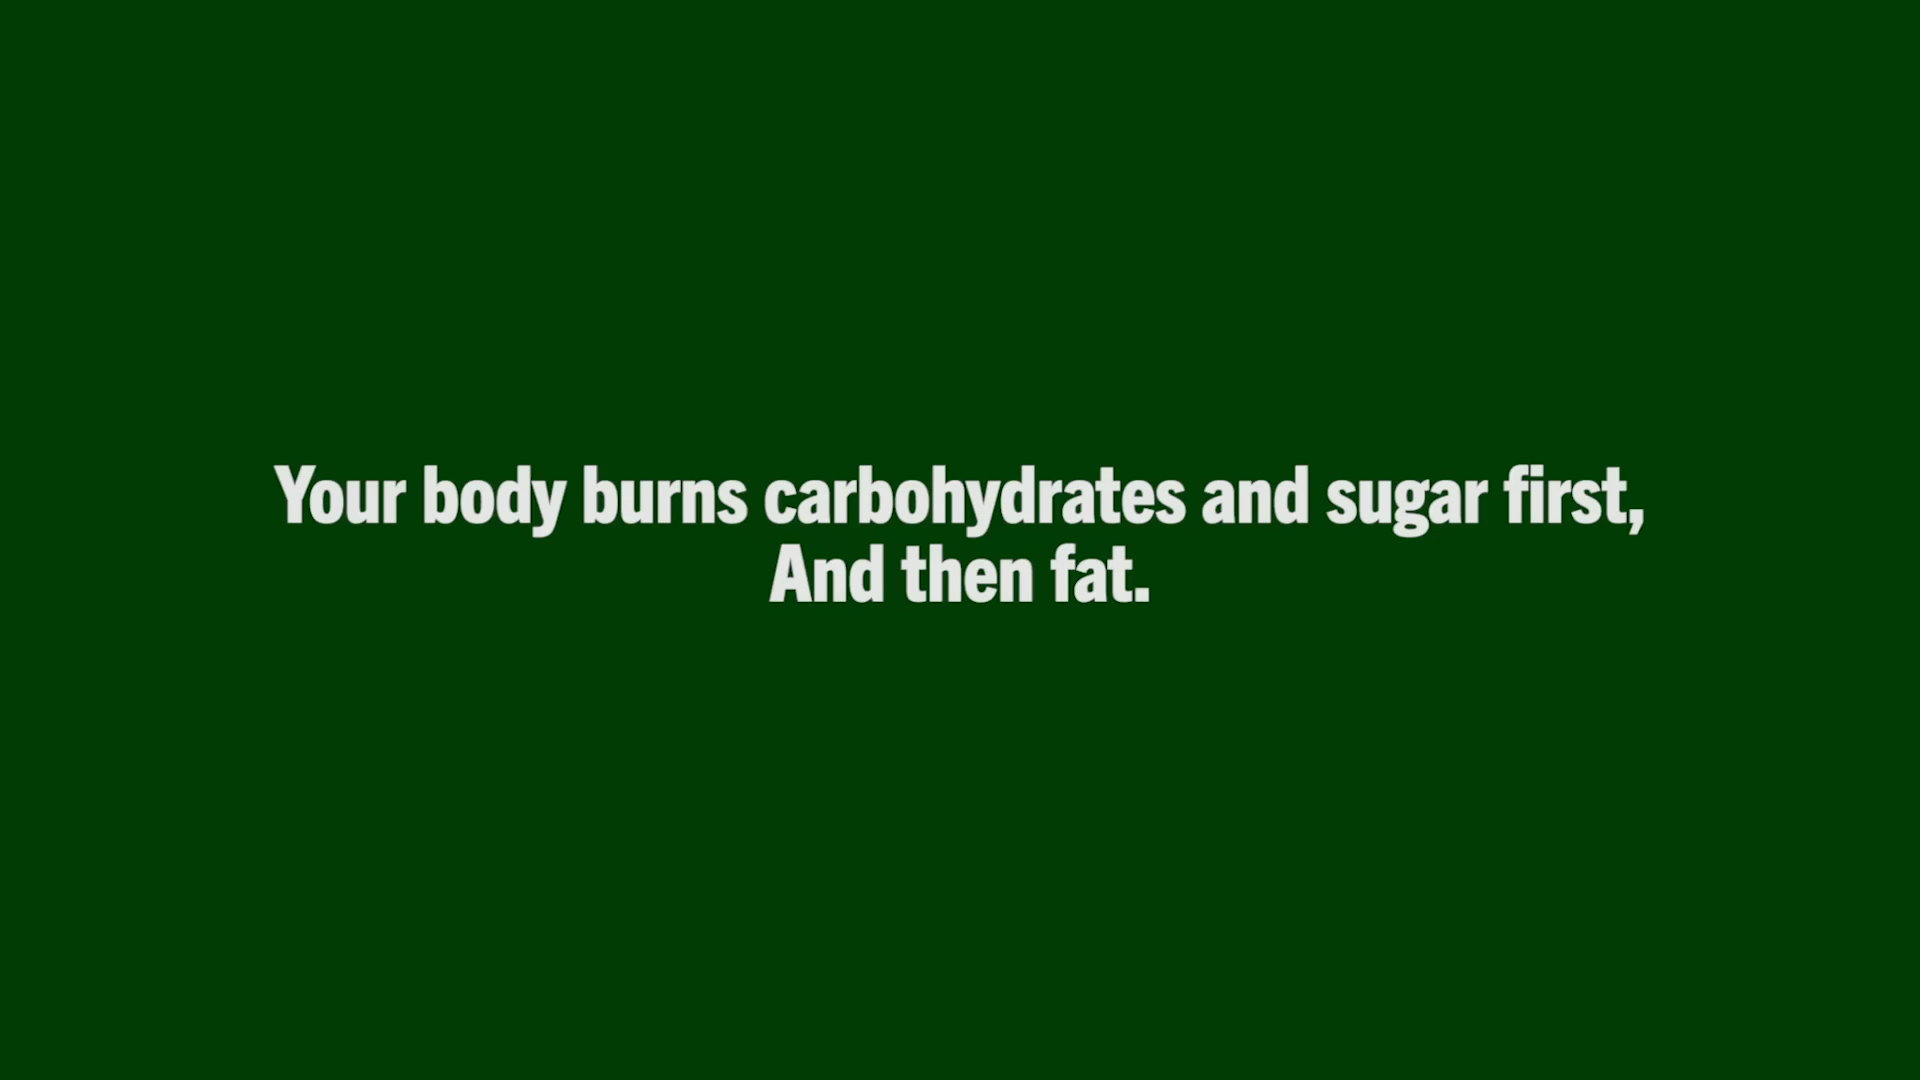 Your body burns carbohydrates and sugar first,
And then fat.